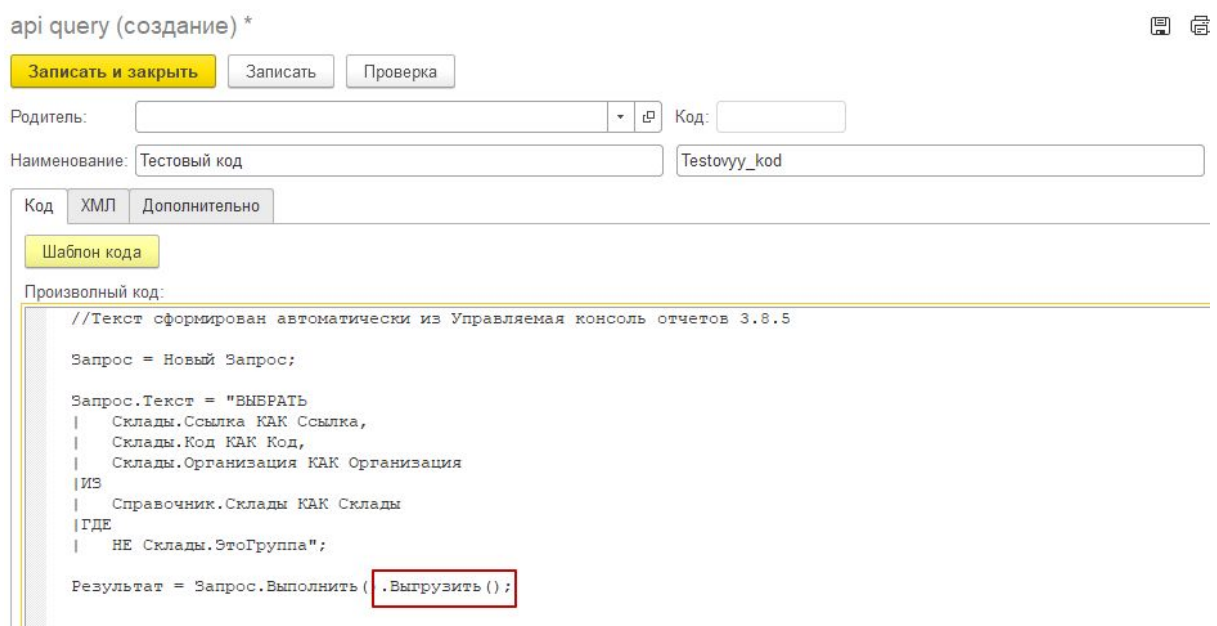 api query (создание) *
Записать и закрыть Записать Проверка
Родитель: Код:
Наименование: Тестовый код Testovyy_kod
Код ХМЛ Дополнительно
Шаблон кода
Произволный код:
//Текст сформирован автоматически из Управляемая консоль отчетов 3.8.5
Запрос = Новый Запрос;
Запрос.Текст = "ВЫБРАТЬ
| Склады.Ссылка КАК Ссылка,
| Склады.Код КАК Код,
| Склады.Организация КАК Организация
|ИЗ
| Справочник.Склады КАК Склады
|ГДЕ
| НЕ Склады.ЭтоГруппа";
Результат = Запрос.Выполнить().Выгрузить();